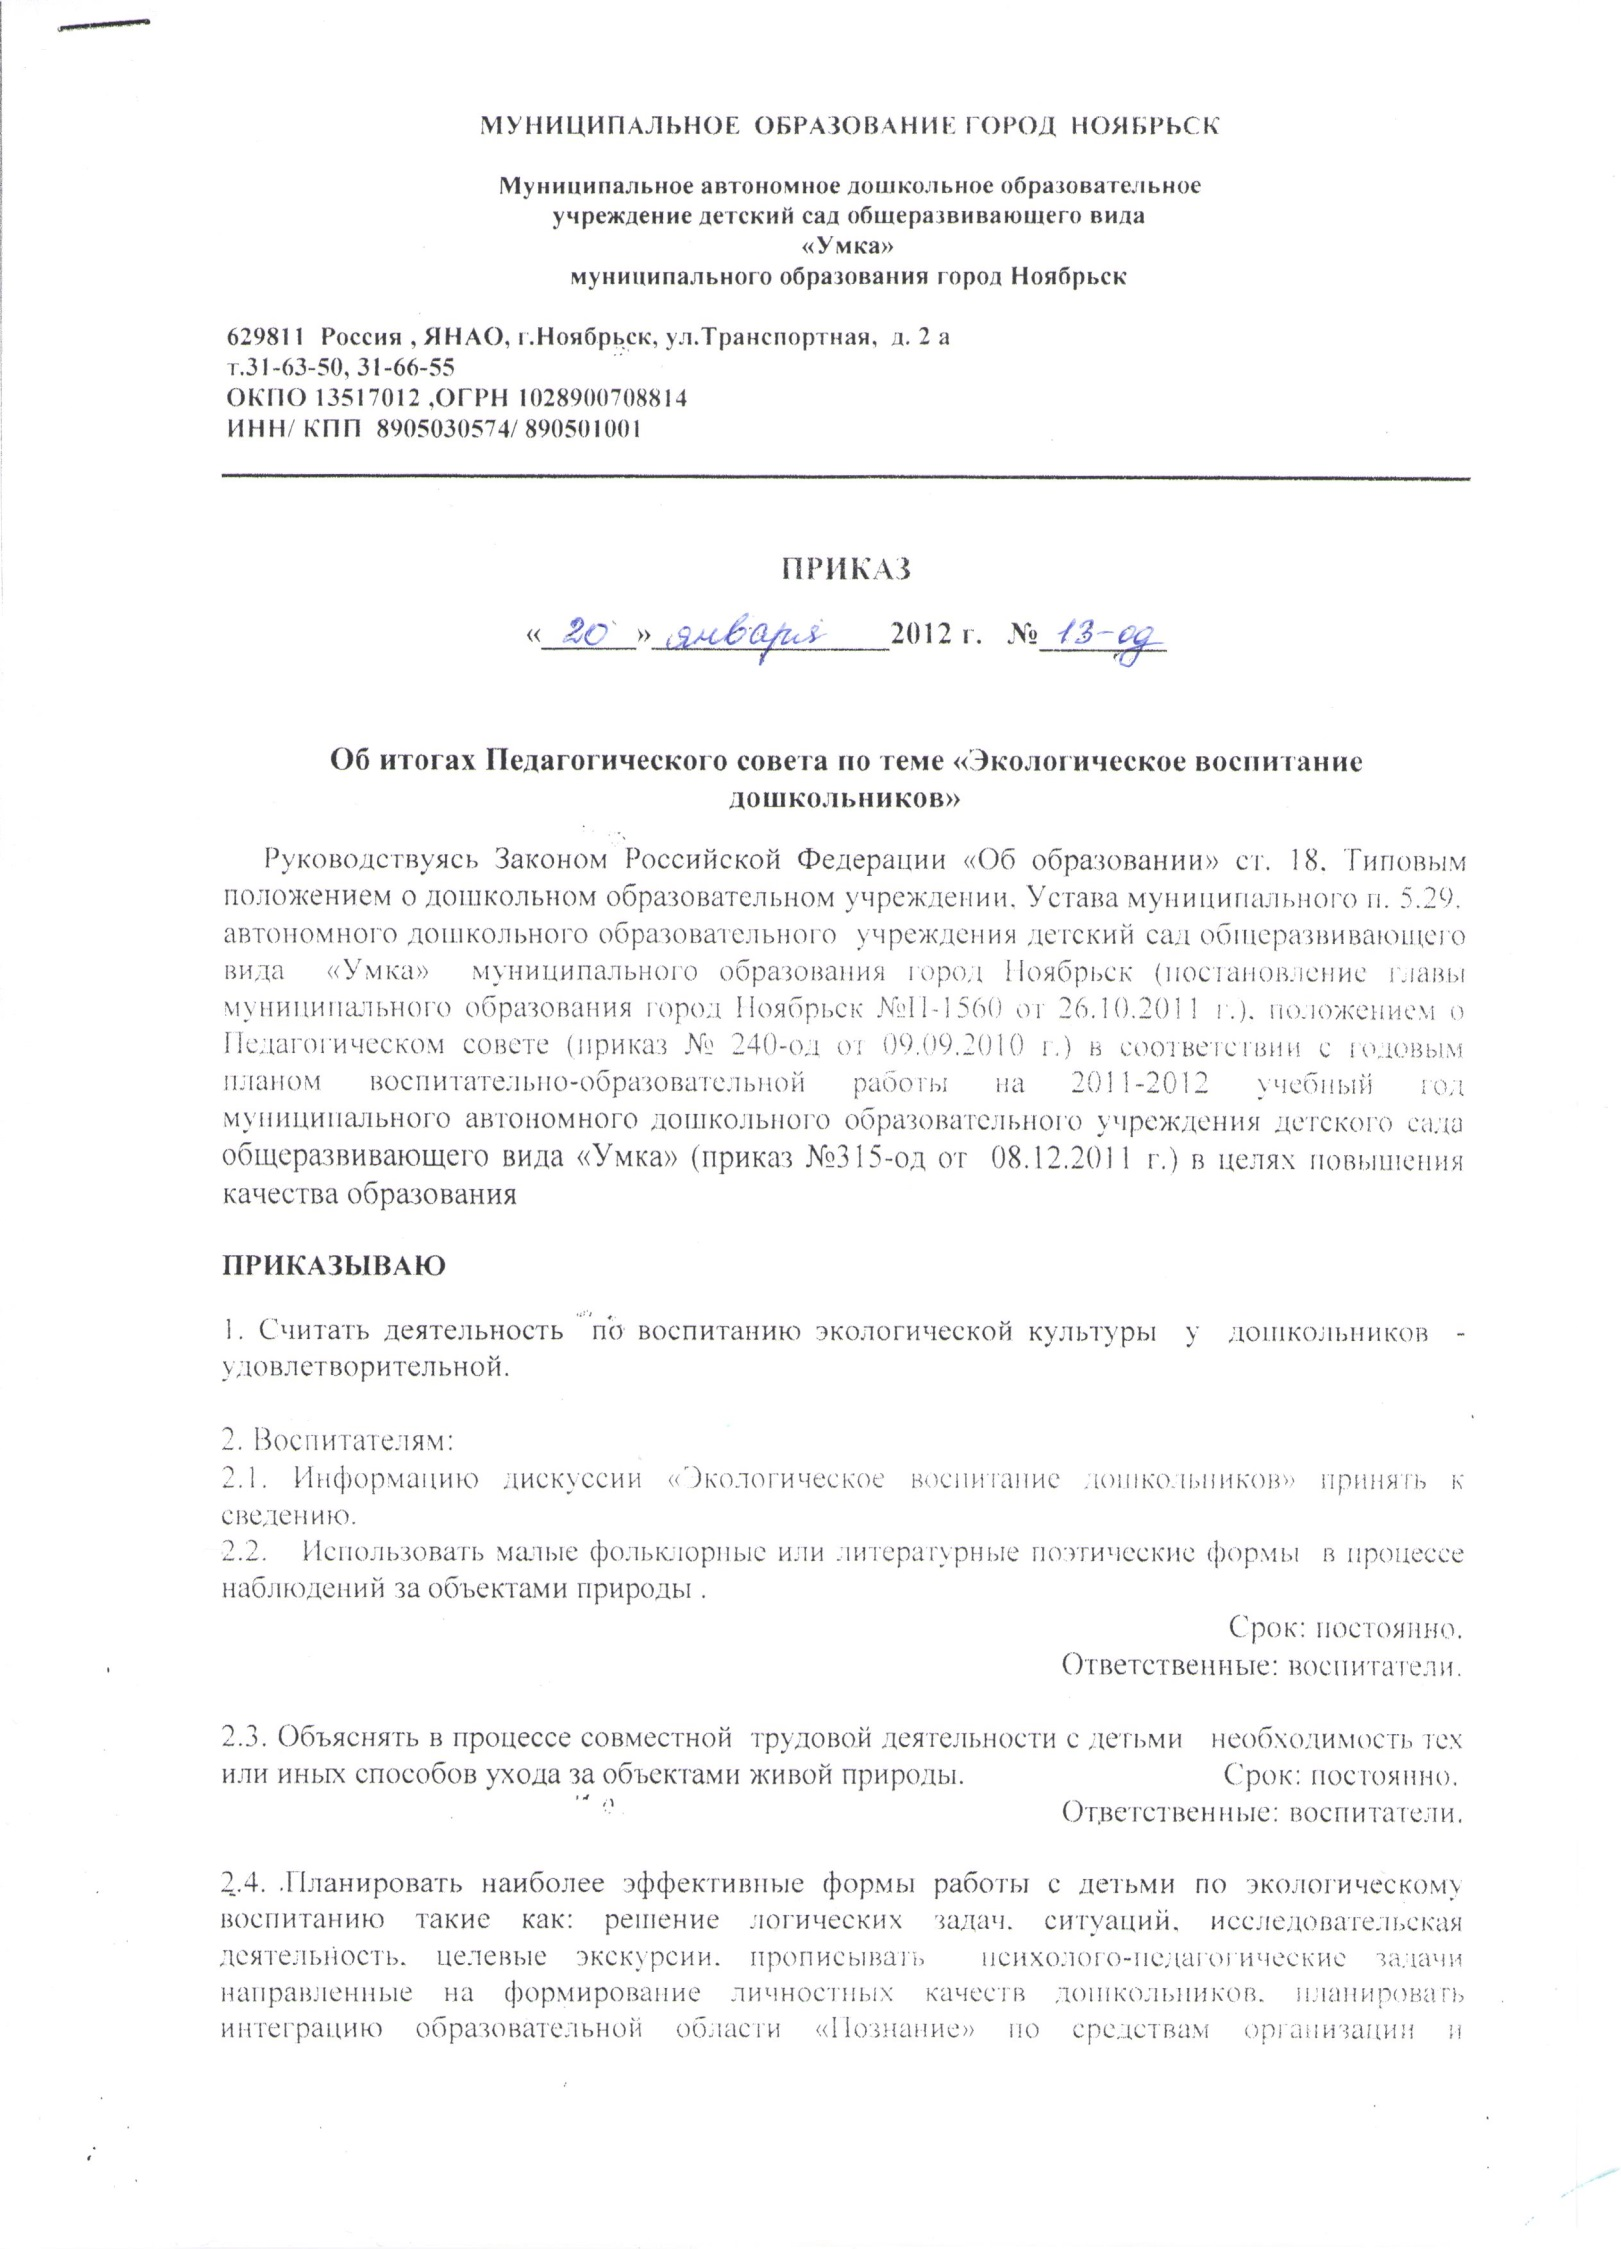 МУНИЦИПАЛЬНОЕ ОБРАЗОВАНИЕ ГОРОД НОЯБРЬСК
Муниципальное автономное дошкольное образовательное
учреждение детский сад общеразвивающего вида
«Умка»
муниципального образования город Ноябрьск
629811 Россия , ЯНАО, г.Ноябрьск, ул.Транспортная, д. 2 а
т.31-63-50, 31-66-55
ОКПО 13517012 ,ОГРН 1028900708814
ИНН/ КПП 8905030574/ 890501001
ПРИКАЗ
« 20 » января 2012 г. № 13-од
Об итогах Педагогического совета по теме «Экологическое воспитание
дошкольников»
Руководствуясь Законом Российской Федерации «Об образовании» ст. 18, Типовым
положением о дошкольном образовательном учреждении, Устава муниципального п. 5.29.
автономного дошкольного образовательного учреждения детский сад общеразвивающего
вида «Умка» муниципального образования город Ноябрьск (постановление главы
муниципального образования город Ноябрьск №П-1560 от 26.10.2011 г.), положением о
Педагогическом совете (приказ № 240-од от 09.09.2010 г.) в соответствии с годовым
планом воспитательно-образовательной работы на 2011-2012 учебный год
муниципального автономного дошкольного образовательного учреждения детского сада
общеразвивающего вида «Умка» (приказ №315-од от 08.12.2011 г.) в целях повышения
качества образования
ПРИКАЗЫВАЮ
1. Считать деятельность по воспитанию экологической культуры у дошкольников -
удовлетворительной.
2. Воспитателям:
2.1. Информацию дискуссии «Экологическое воспитание дошкольников» принять к
сведению.
2.2. Использовать малые фольклорные или литературные поэтические формы в процессе
наблюдений за объектами природы .
Срок: постоянно.
Ответственные: воспитатели.
2.3. Объяснять в процессе совместной трудовой деятельности с детьми необходимость тех
или иных способов ухода за объектами живой природы. Срок: постоянно.
Ответственные: воспитатели.
2.4. .Планировать наиболее эффективные формы работы с детьми по экологическому
воспитанию такие как: решение логических задач, ситуаций, исследовательская
деятельность, целевые экскурсии, прописывать психолого-педагогические задачи
направленные на формирование личностных качеств дошкольников, планировать
интеграцию образовательной области «Познание» по средствам организации и